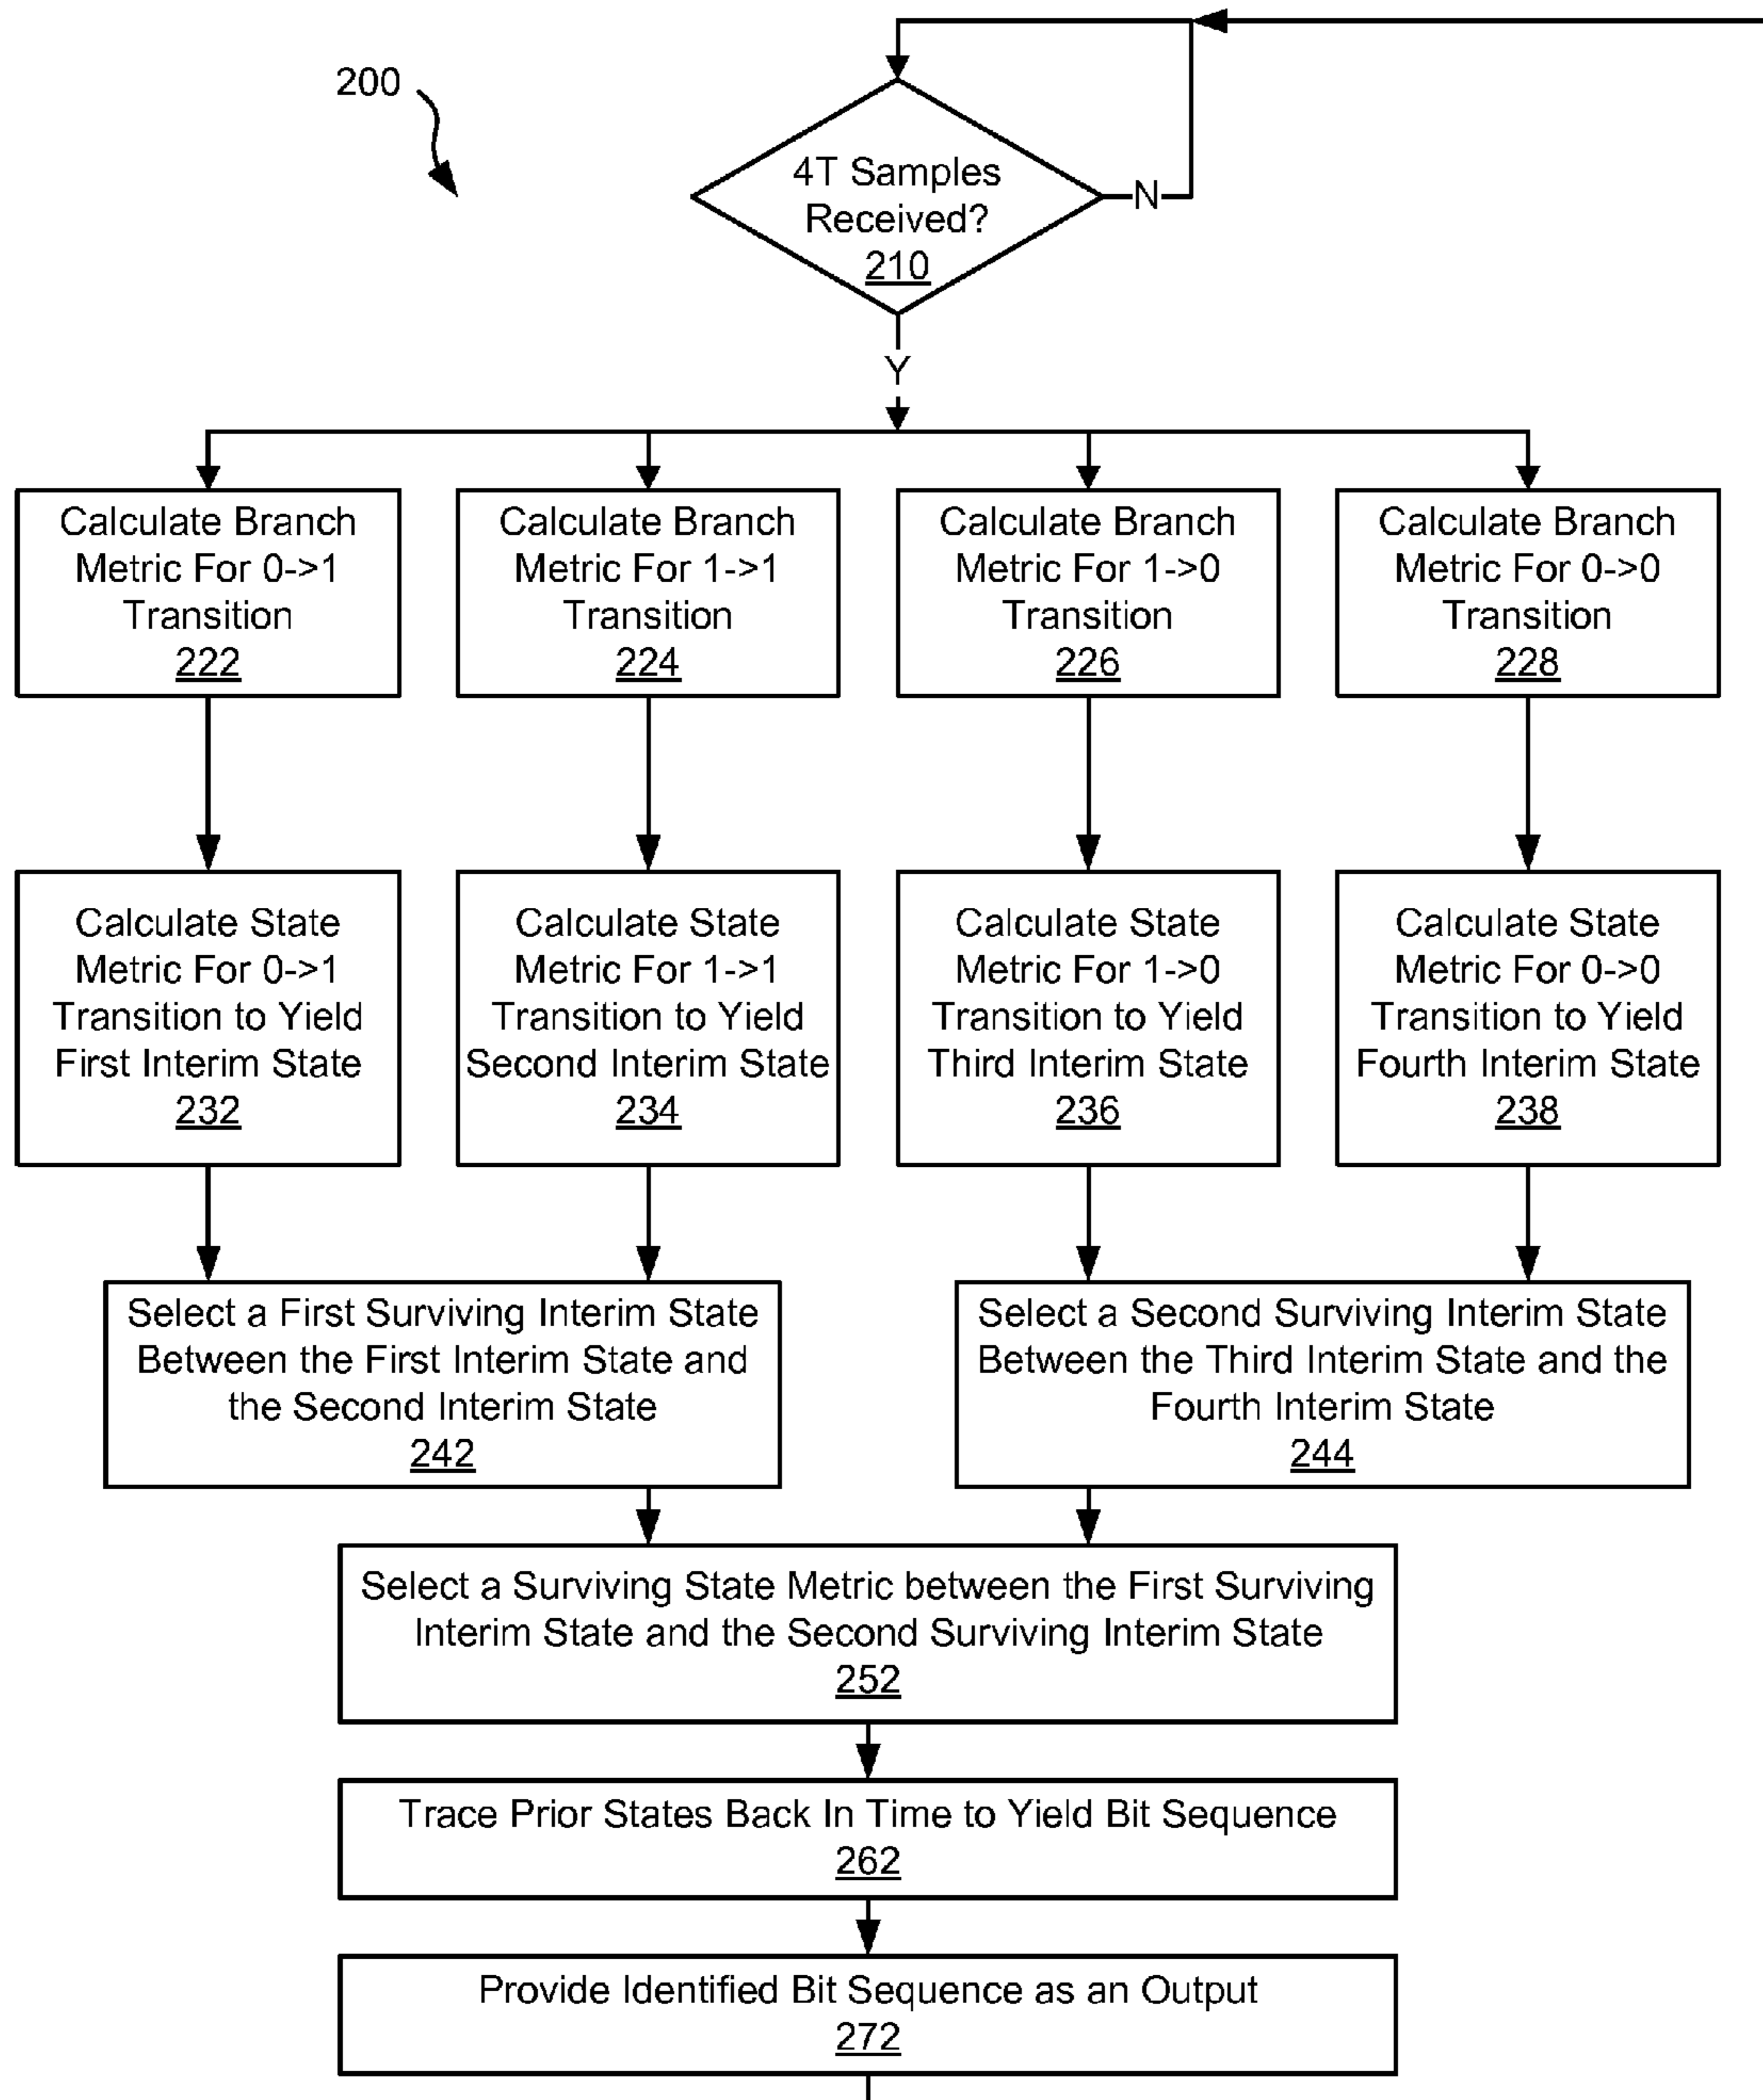 200
4T Samples
Received?
210
N
Y
Calculate Branch
Metric For 0->1
Transition
222
Calculate Branch
Metric For 1->1
Transition
224
Calculate Branch
Metric For 1->0
Transition
226
Calculate Branch
Metric For 0->0
Transition
228
Calculate State
Metric For 0->1
Transition to Yield
First Interim State
232
Calculate State
Metric For 1->1
Transition to Yield
Second Interim State
234
Calculate State
Metric For 1->0
Transition to Yield
Third Interim State
236
Calculate State
Metric For 0->0
Transition to Yield
Fourth Interim State
238
Select a First Surviving Interim State
Between the First Interim State and
the Second Interim State
242
Select a Second Surviving Interim State
Between the Third Interim State and the
Fourth Interim State
244
Select a Surviving State Metric between the First Surviving
Interim State and the Second Surviving Interim State
252
Trace Prior States Back In Time to Yield Bit Sequence
262
Provide Identified Bit Sequence as an Output
272